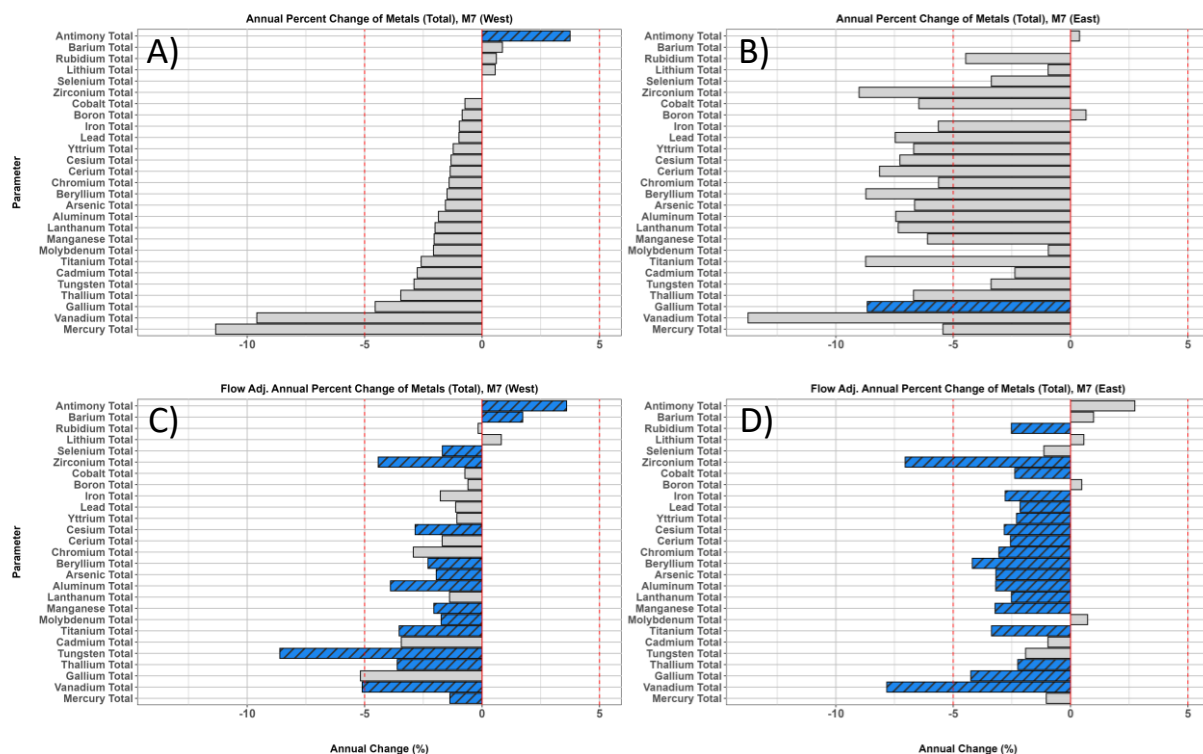 Annual Percent Change of Metals (Total), M7 (West)
A)
Parameter
Antimony Total
Barium Total
Rubidium Total
Lithium Total
Selenium Total
Zirconium Total
Cobalt Total
Boron Total
Iron Total
Lead Total
Yttrium Total
Cesium Total
Cerium Total
Chromium Total
Beryllium Total
Arsenic Total
Aluminum Total
Lanthanum Total
Manganese Total
Molybdenum Total
Titanium Total
Cadmium Total
Tungsten Total
Thallium Total
Gallium Total
Vanadium Total
Mercury Total
-10 -5 0 5
Annual Percent Change of Metals (Total), M7 (East)
B)
Antimony Total
Barium Total
Rubidium Total
Lithium Total
Selenium Total
Zirconium Total
Cobalt Total
Boron Total
Iron Total
Lead Total
Yttrium Total
Cesium Total
Cerium Total
Chromium Total
Beryllium Total
Arsenic Total
Aluminum Total
Lanthanum Total
Manganese Total
Molybdenum Total
Titanium Total
Cadmium Total
Tungsten Total
Thallium Total
Gallium Total
Vanadium Total
Mercury Total
-10 -5 0 5
Flow Adj. Annual Percent Change of Metals (Total), M7 (West)
C)
Parameter
Antimony Total
Barium Total
Rubidium Total
Lithium Total
Selenium Total
Zirconium Total
Cobalt Total
Boron Total
Iron Total
Lead Total
Yttrium Total
Cesium Total
Cerium Total
Chromium Total
Beryllium Total
Arsenic Total
Aluminum Total
Lanthanum Total
Manganese Total
Molybdenum Total
Titanium Total
Cadmium Total
Tungsten Total
Thallium Total
Gallium Total
Vanadium Total
Mercury Total
-10 -5 0 5
Annual Change (%)
Flow Adj. Annual Percent Change of Metals (Total), M7 (East)
D)
Antimony Total
Barium Total
Rubidium Total
Lithium Total
Selenium Total
Zirconium Total
Cobalt Total
Boron Total
Iron Total
Lead Total
Yttrium Total
Cesium Total
Cerium Total
Chromium Total
Beryllium Total
Arsenic Total
Aluminum Total
Lanthanum Total
Manganese Total
Molybdenum Total
Titanium Total
Cadmium Total
Tungsten Total
Thallium Total
Gallium Total
Vanadium Total
Mercury Total
-10 -5 0 5
Annual Change (%)